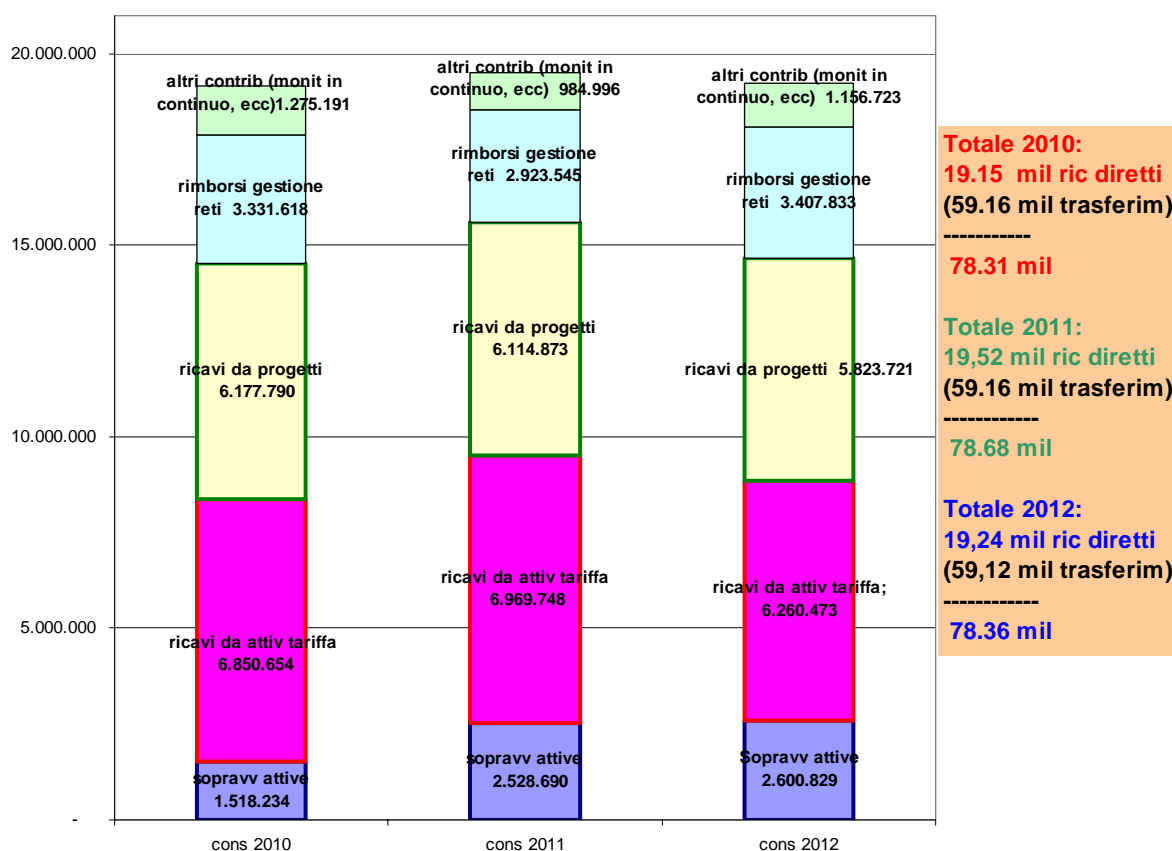 20.000.000
15.000.000
10.000.000
5.000.000
-
altri contrib (monit in
continuo, ecc)1.275.191
rimborsi gestione
reti  3.331.618
ricavi da progetti
6.177.790
ricavi da attiv tariffa
6.850.654
sopravv attive
1.518.234
cons 2010
altri contrib (monit in
continuo, ecc)  984.996
rimborsi gestione
reti  2.923.545
ricavi da progetti
6.114.873
ricavi da attiv tariffa
6.969.748
sopravv attive
2.528.690
cons 2011
altri contrib (monit in
continuo, ecc)  1.156.723
rimborsi gestione
reti  3.407.833
ricavi da progetti  5.823.721
ricavi da attiv tariffa;
6.260.473
Sopravv attive
2.600.829
cons 2012
Totale 2010:
19.15  mil ric diretti
(59.16 mil trasferim)
-----------
78.31 mil
Totale 2011:
19,52 mil ric diretti
(59.16 mil trasferim)
------------
78.68 mil
Totale 2012:
19,24 mil ric diretti
(59,12 mil trasferim)
------------
78.36 mil